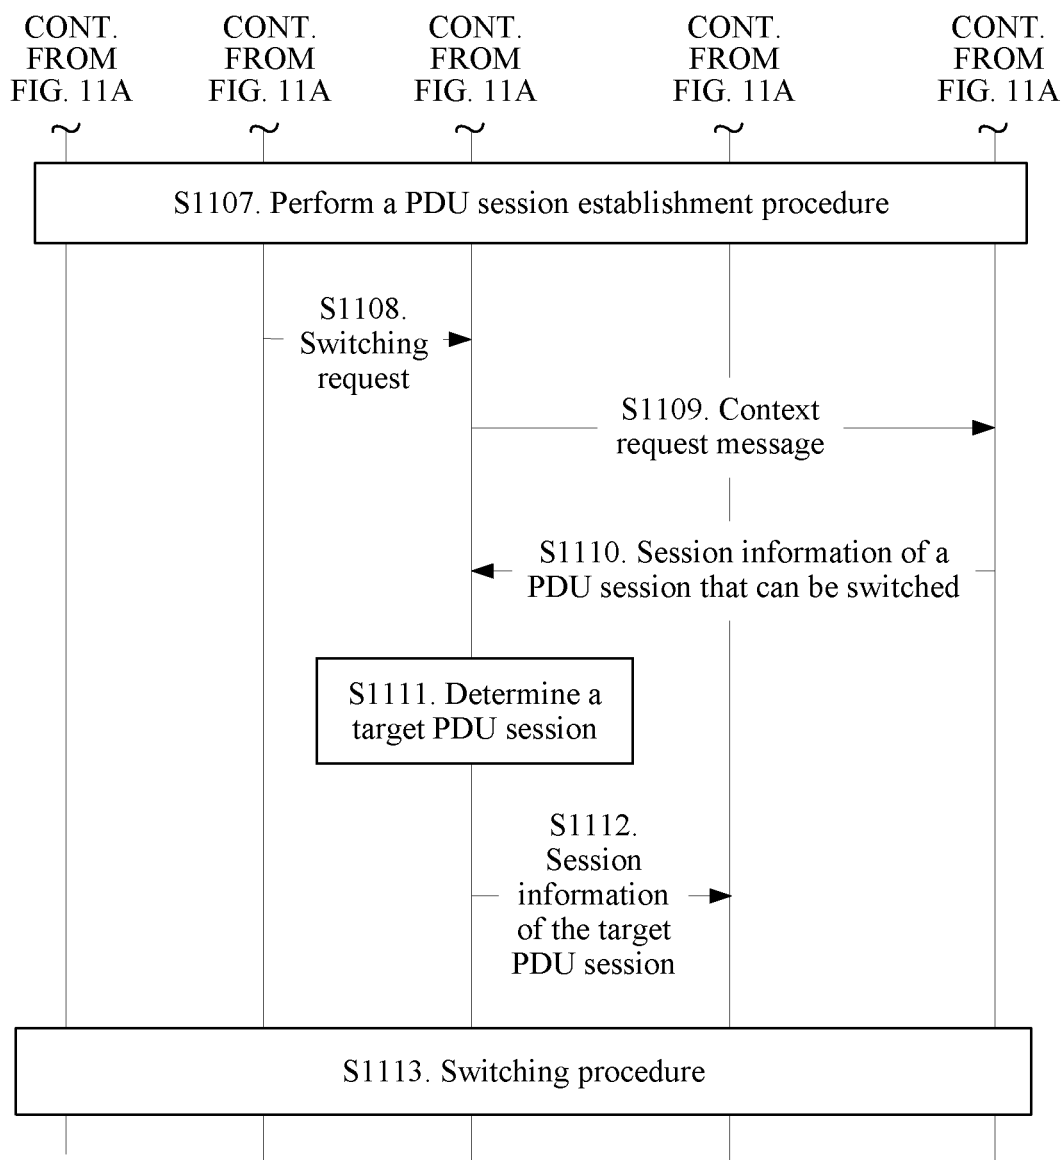 CONT. FROM FIG. 11A
CONT. FROM FIG. 11A
CONT. FROM FIG. 11A
CONT. FROM FIG. 11A
CONT. FROM FIG. 11A
S1107. Perform a PDU session establishment procedure
S1108.
Switching
request
S1109. Context
request message
S1110. Session information of a
PDU session that can be switched
S1111. Determine a
target PDU session
S1112.
Session
information
of the target
PDU session
S1113. Switching procedure